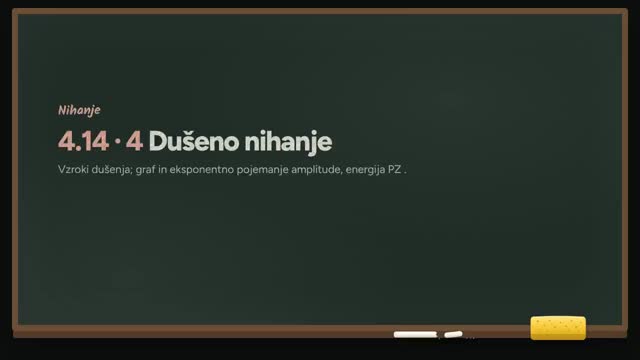 Nihanje
4.14 · 4 Dušeno nihanje
Vzroki dušenja; graf in eksponentno pojemanje amplitude, energija PZ .